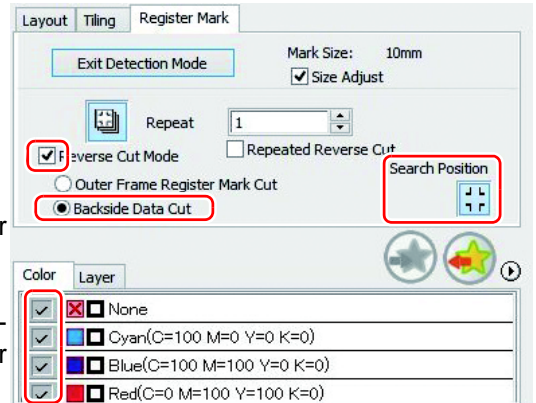 Layout Tiling Register Mark
Exit Detection Mode
Mark Size: 10mm
Size Adjust
Repeat 1
Reverse Cut Mode
Repeated Reverse Cut
Search Position
Outer Frame Register Mark Cut
Backside Data Cut
r
Color Layer
None
Cyan(C=100 M=0 Y=0 K=0)
r
Blue(C=100 M=100 Y=0 K=0)
Red(C=0 M=100 Y=100 K=0)